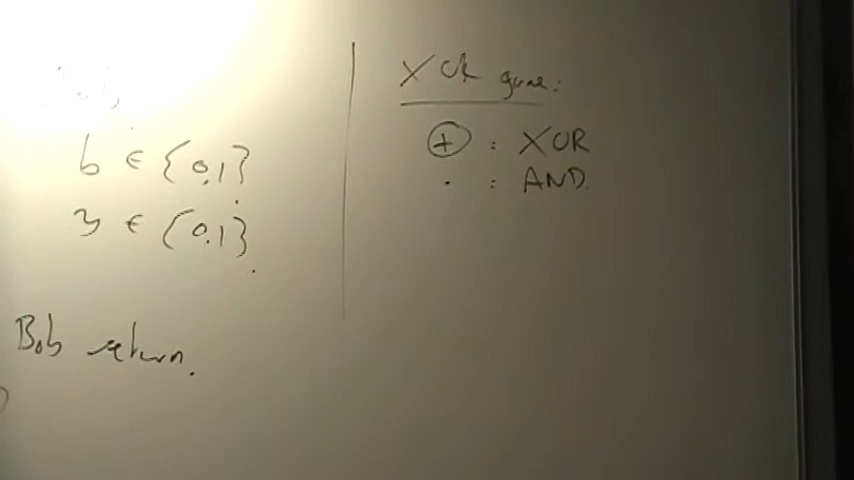 b ∈ {0,1}
y ∈ {0,1}
Bob return.
XOR game:
⊕ : XOR
· : AND